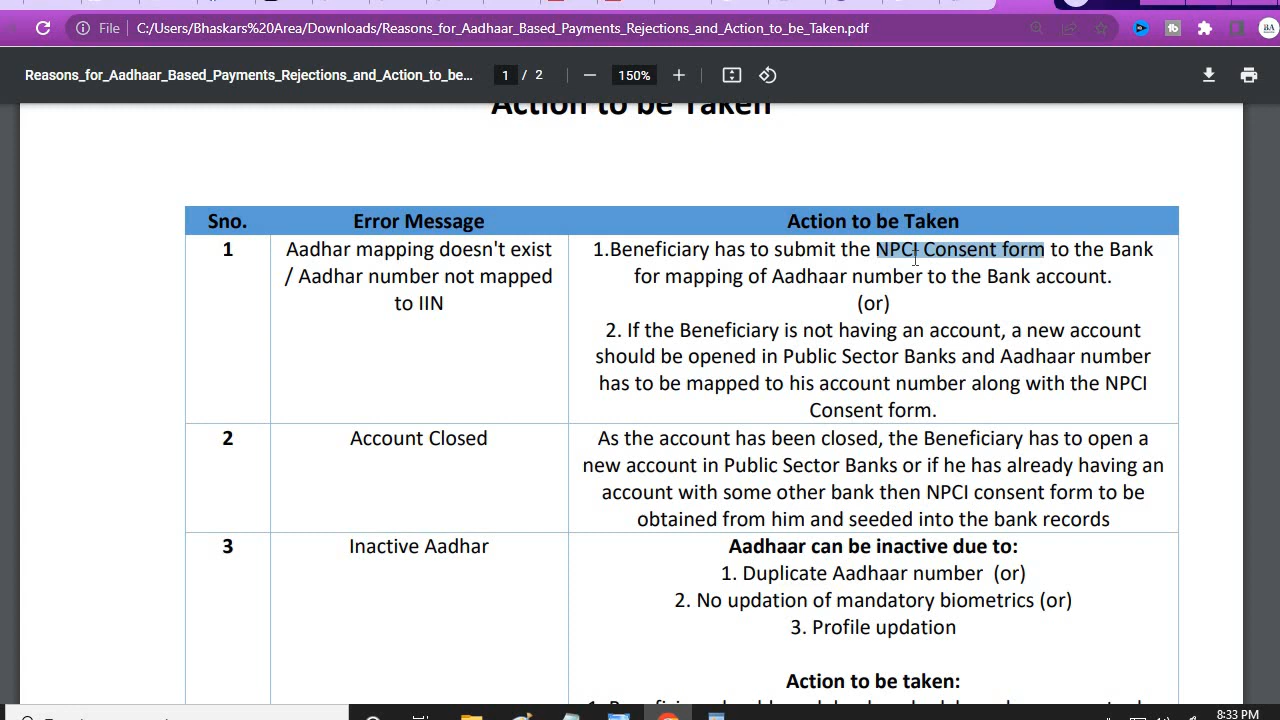 File C:/Users/Bhaskars%20Area/Downloads/Reasons_for_Aadhaar_Based_Payments_Rejections_and_Action_to_be_Taken.pdf
Reasons_for_Aadhaar_Based_Payments_Rejections_and_Action_to_be... 1 / 2 150%
Action to be Taken
Sno. Error Message Action to be Taken
1 Aadhar mapping doesn't exist
/ Aadhar number not mapped
to IIN
1.Beneficiary has to submit the NPCI Consent form to the Bank
for mapping of Aadhaar number to the Bank account.
(or)
2. If the Beneficiary is not having an account, a new account
should be opened in Public Sector Banks and Aadhaar number
has to be mapped to his account number along with the NPCI
Consent form.
2 Account Closed
As the account has been closed, the Beneficiary has to open a
new account in Public Sector Banks or if he has already having an
account with some other bank then NPCI consent form to be
obtained from him and seeded into the bank records
3 Inactive Aadhar
Aadhaar can be inactive due to:
1. Duplicate Aadhaar number (or)
2. No updation of mandatory biometrics (or)
3. Profile updation
Action to be taken:
8:33 PM